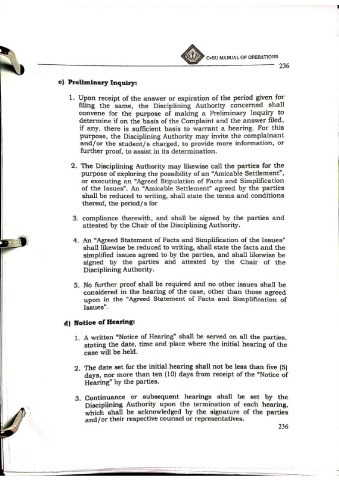 CvSU MANUAL OF OPERATIONS
236
c) Preliminary Inquiry:
1. Upon receipt of the answer or expiration of the period given for
filing the same, the Disciplining Authority concerned shall
convene for the purpose of making a Preliminary Inquiry to
determine if on the basis of the Complaint and the answer filed,
if any, there is sufficient basis to warrant a hearing. For this
purpose, the Disciplining Authority may invite the complainant
and/or the student/s charged, to provide more information, or
further proof, to assist in its determination.
2. The Disciplining Authority may likewise call the parties for the
purpose of exploring the possibility of an "Amicable Settlement",
or executing an "Agreed Stipulation of Facts and Simplification
of the Issues". An "Amicable Settlement" agreed by the parties
shall be reduced to writing, shall state the terms and conditions
thereof, the period/s for
3. compliance therewith, and shall be signed by the parties and
attested by the Chair of the Disciplining Authority.
4. An "Agreed Statement of Facts and Simplification of the Issues"
shall likewise be reduced to writing, shall state the facts and the
simplified issues agreed to by the parties, and shall likewise be
signed by the parties and attested by the Chair of the
Disciplining Authority.
5. No further proof shall be required and no other issues shall be
considered in the hearing of the case, other than those agreed
upon in the "Agreed Statement of Facts and Simplification of
Issues".
d) Notice of Hearing:
1. A written "Notice of Hearing" shall be served on all the parties,
stating the date, time and place where the initial hearing of the
case will be held.
2. The date set for the initial hearing shall not be less than five (5)
days, nor more than ten (10) days from receipt of the "Notice of
Hearing" by the parties.
3. Continuance or subsequent hearings shall be set by the
Disciplining Authority upon the termination of each hearing,
which shall be acknowledged by the signature of the parties
and/or their respective counsel or representatives.
236